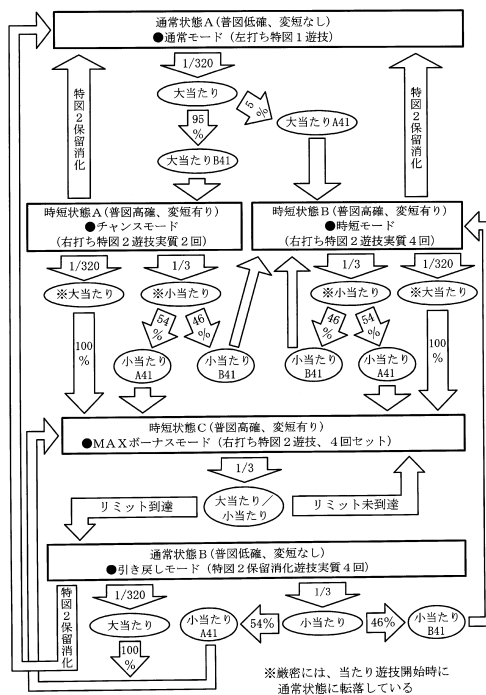 通常状態A(普図低確、変短なし)
●通常モード(左打ち特図1遊技)
1/320
大当たり
5%
95%
大当たりA41
大当たりB41
特図2保留消化
特図2保留消化
時短状態A(普図高確、変短有り)
●チャンスモード
(右打ち特図2遊技実質2回)
時短状態B(普図高確、変短有り)
●時短モード
(右打ち特図2遊技実質4回)
1/320
1/3
1/3
1/320
※大当たり
※小当たり
※小当たり
※大当たり
54%
46%
46%
54%
100%
小当たりA41
小当たりB41
小当たりB41
小当たりA41
100%
時短状態C(普図高確、変短有り)
●MAXボーナスモード(右打ち特図2遊技、4回セット)
1/3
リミット到達
大当たり/
小当たり
リミット未到達
通常状態B(普図低確、変短なし)
●引き戻しモード(特図2保留消化遊技実質4回)
特図2保留消化
1/320
1/3
大当たり
小当たりA41
54%
小当たり
46%
小当たりB41
100%
※厳密には、当たり遊技開始時に
通常状態に転落している